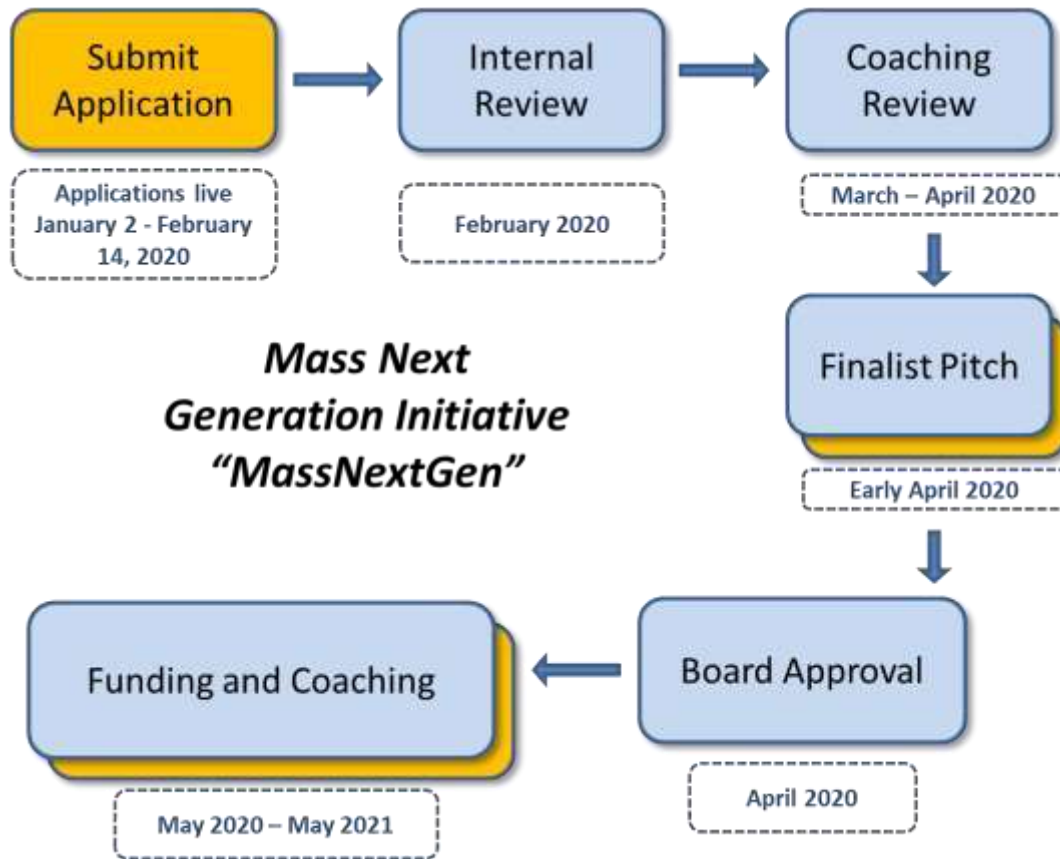 Submit
Application
Internal
Review
Coaching
Review
Applications live
January 2 - February
14, 2020
February 2020
March – April 2020
Finalist Pitch
Early April 2020
Mass Next
Generation Initiative
“MassNextGen”
Board Approval
April 2020
Funding and Coaching
May 2020 – May 2021